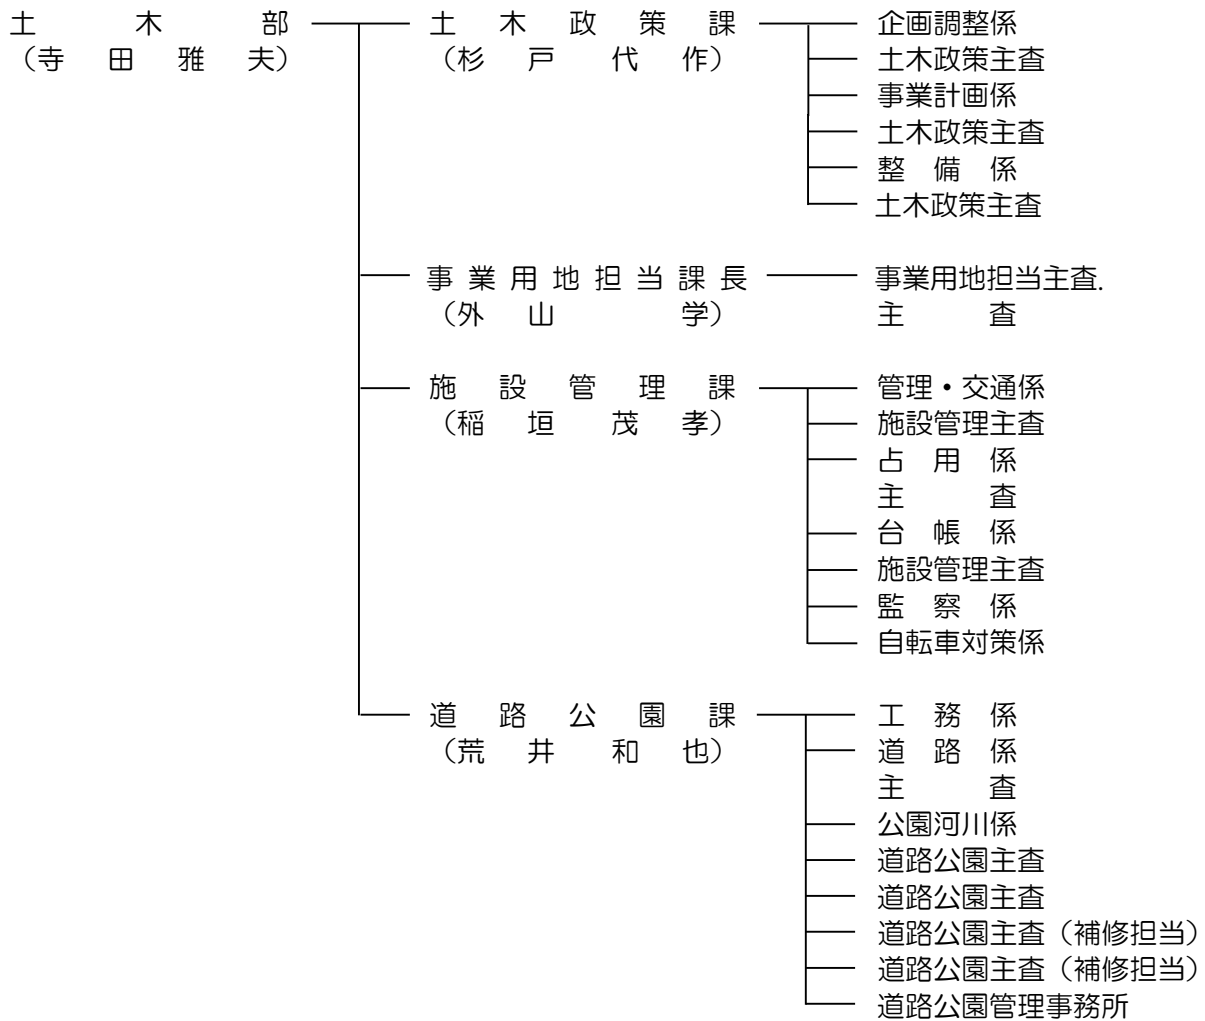 土木部 土木政策課 企画調整係
（寺田雅夫） （杉戸代作） 土木政策主査
事業計画係
土木政策主査
整備係
土木政策主査
事業用地担当課長 事業用地担当主査.
（外山学） 主査
施設管理課 管理・交通係
（稲垣茂孝） 施設管理主査
占用係
主査
台帳係
施設管理主査
監察係
自転車対策係
道路公園課 工務係
（荒井和也） 道路係
主査
公園河川係
道路公園主査
道路公園主査
道路公園主査（補修担当）
道路公園主査（補修担当）
道路公園管理事務所